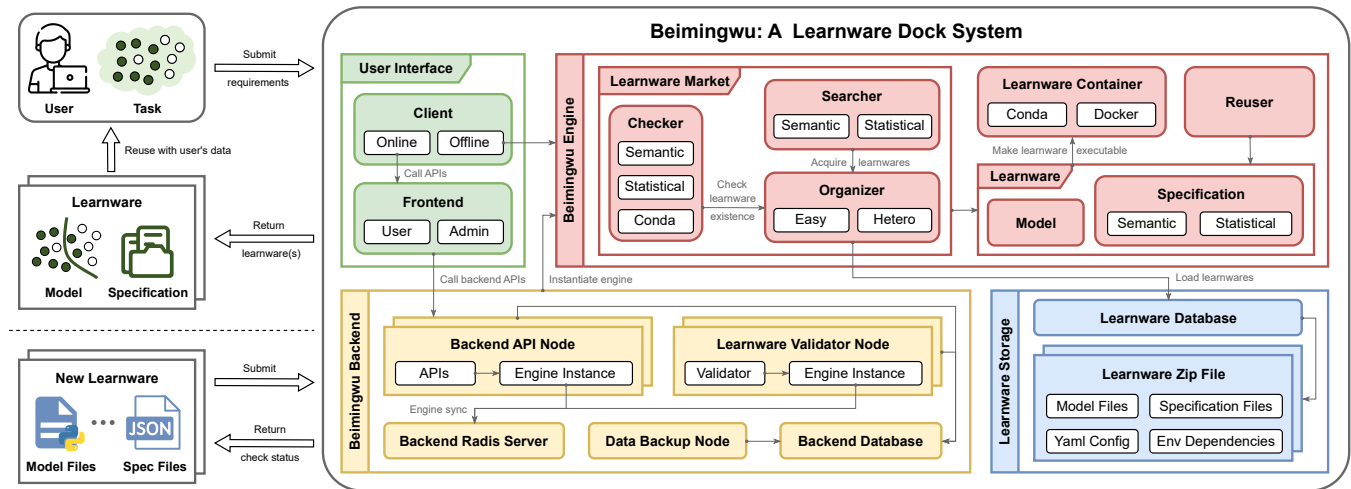 Beimingwu: A Learnware Dock System
User
Task
Submit
requirements
Reuse with user's data
Learnware
Model
Specification
Return
learnware(s)
New Learnware
JSON
Model Files
Spec Files
Submit
Return
check status
User Interface
Client
Online
Offline
Call APIs
Frontend
User
Admin
Call backend APIs
Instantiate engine
Beimingwu Engine
Learnware Market
Checker
Semantic
Statistical
Conda
Check
learnware
existence
Searcher
Semantic
Statistical
Acquire
learnwares
Organizer
Easy
Hetero
Learnware Container
Conda
Docker
Make learnware
executable
Reuser
Learnware
Model
Specification
Semantic
Statistical
Load learnwares
Beimingwu Backend
Backend API Node
APIs
Engine Instance
Learnware Validator Node
Validator
Engine Instance
Engine sync
Backend Redis Server
Data Backup Node
Backend Database
Learnware Storage
Learnware Database
Learnware Zip File
Model Files
Specification Files
Yaml Config
Env Dependencies